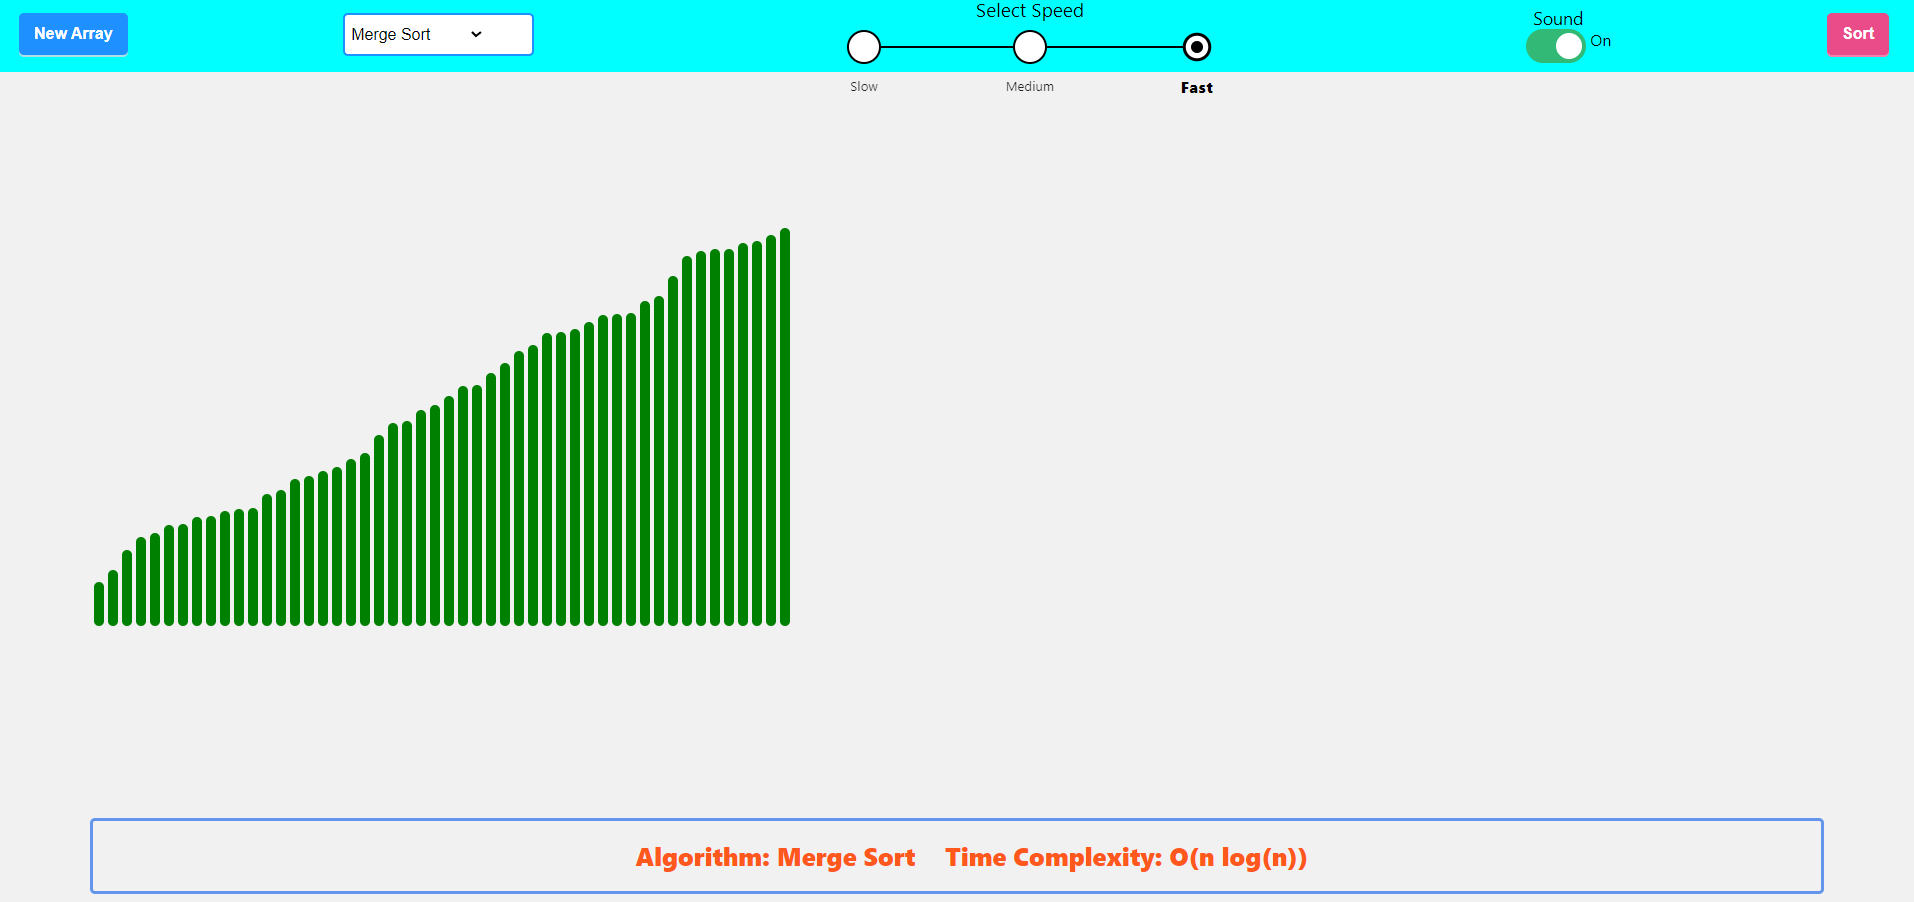 New Array
Merge Sort
Select Speed
Slow
Medium
Fast
Sound
On
Sort
Algorithm: Merge Sort Time Complexity: O(n log(n))